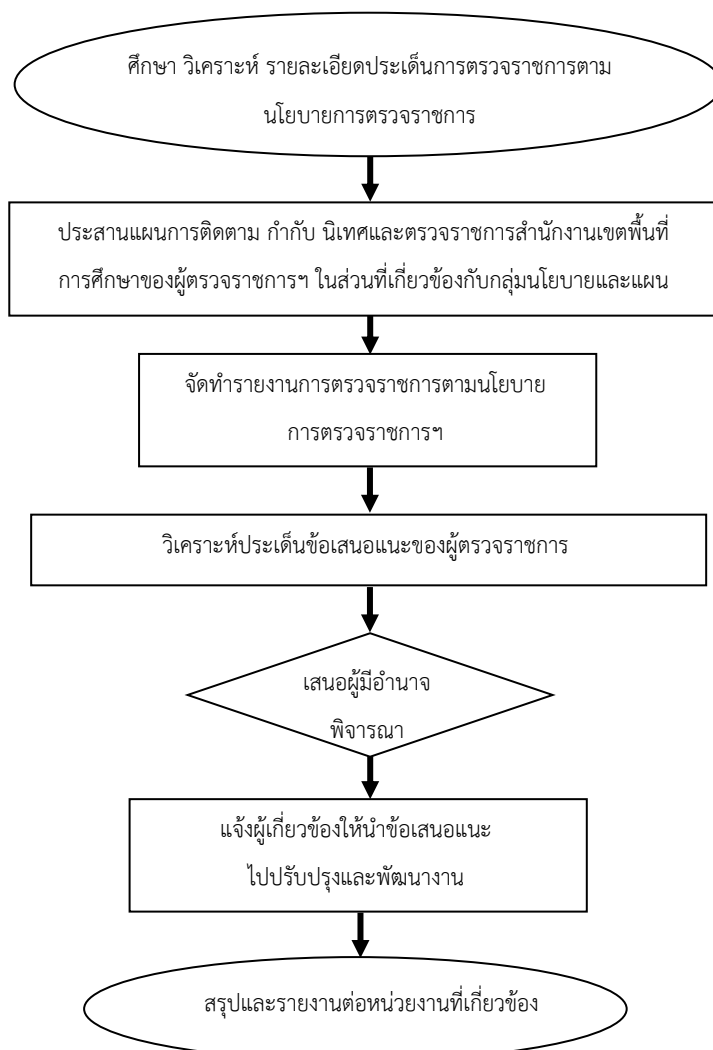 ศึกษา วิเคราะห์ รายละเอียดประเด็นการตรวจราชการตาม
นโยบายการตรวจราชการ
ประสานแผนการติดตาม กำกับ นิเทศและตรวจราชการสำนักงานเขตพื้นที่
การศึกษาของผู้ตรวจราชการฯ ในส่วนที่เกี่ยวข้องกับกลุ่มนโยบายและแผน
จัดทำรายงานการตรวจราชการตามนโยบาย
การตรวจราชการฯ
วิเคราะห์ประเด็นข้อเสนอแนะของผู้ตรวจราชการ
เสนอผู้มีอำนาจ
พิจารณา
แจ้งผู้เกี่ยวข้องให้นำข้อเสนอแนะ
ไปปรับปรุงและพัฒนางาน
สรุปและรายงานต่อหน่วยงานที่เกี่ยวข้อง